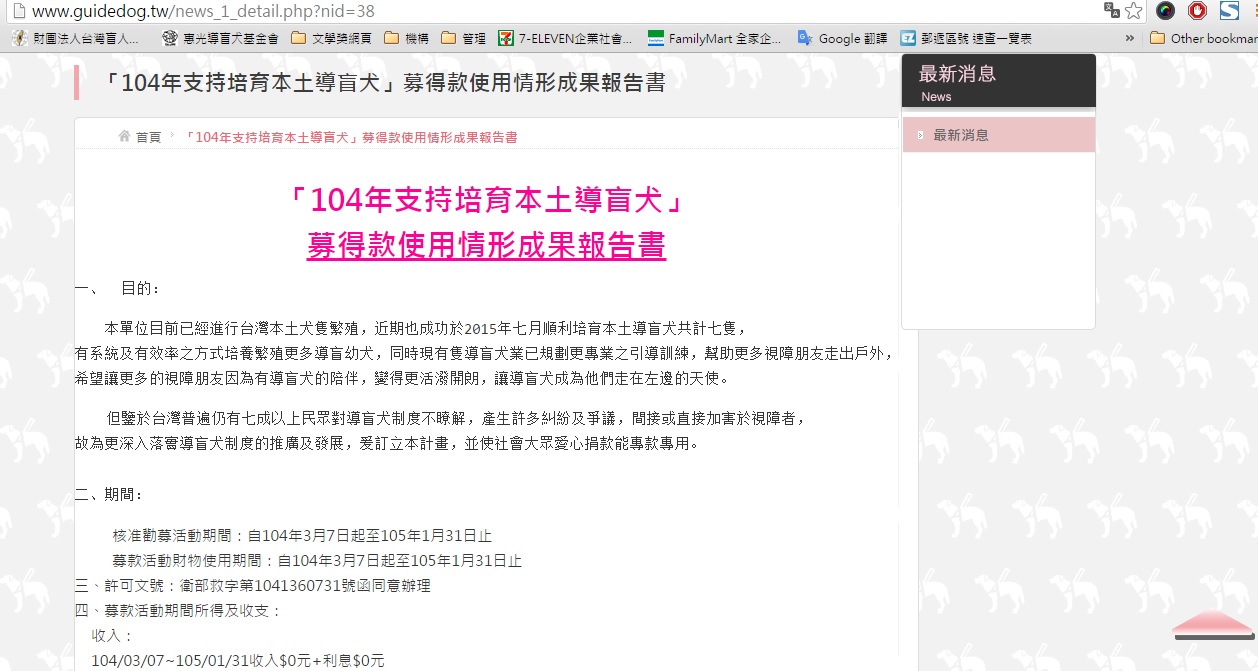 www.guidedog.tw/news_1_detail.php?nid=38
財團法人台灣盲人... 惠光導盲犬基金會 文學獎網頁 機構 管理 7-ELEVEN企業社會... FamilyMart 全家企... Google 翻譯 郵遞區號 速查一覽表 » Other bookmar
「104年支持培育本土導盲犬」募得款使用情形成果報告書
最新消息
News
首頁 「104年支持培育本土導盲犬」募得款使用情形成果報告書
最新消息
「104年支持培育本土導盲犬」
募得款使用情形成果報告書
一、 目的：
本單位目前已經進行台灣本土犬隻繁殖，近期也成功於2015年七月順利培育本土導盲犬共計七隻，
有系統及有效率之方式培養繁殖更多導盲幼犬，同時現有隻導盲犬業已規劃更專業之引導訓練，幫助更多視障朋友走出戶外，
希望讓更多的視障朋友因為有導盲犬的陪伴，變得更活潑開朗，讓導盲犬成為他們走在左邊的天使。
但鑒於台灣普遍仍有七成以上民眾對導盲犬制度不瞭解，產生許多糾紛及爭議，間接或直接加害於視障者，
故為更深入落實導盲犬制度的推廣及發展，爰訂立本計畫，並使社會大眾愛心捐款能專款專用。
二、期間：
核准勸募活動期間：自104年3月7日起至105年1月31日止
募款活動財物使用期間：自104年3月7日起至105年1月31日止
三、許可文號：衛部救字第1041360731號函同意辦理
四、募款活動期間所得及收支：
收入：
104/03/07~105/01/31收入$0元+利息$0元